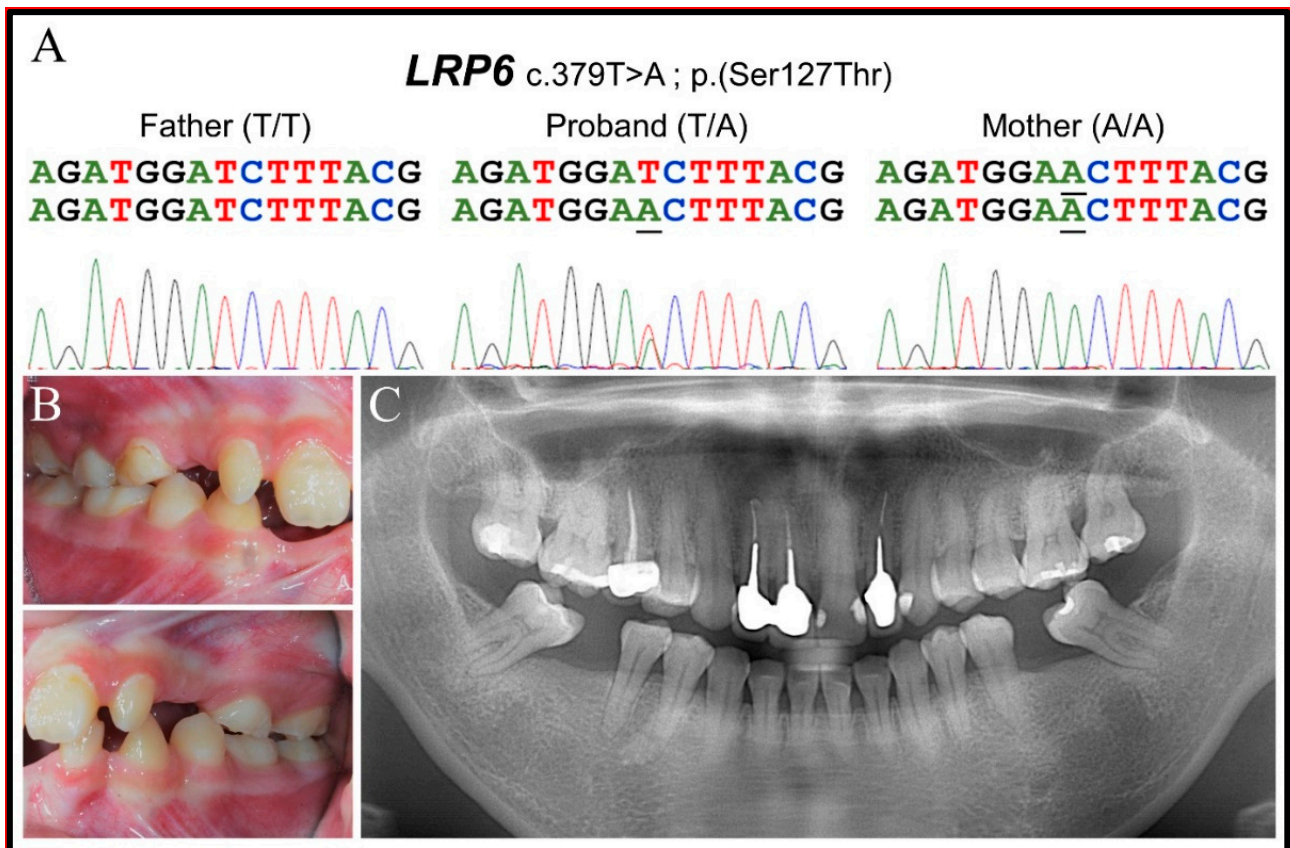 A
LRP6 c.379T>A ; p.(Ser127Thr)
Father (T/T) Proband (T/A) Mother (A/A)
AGATGGATCTTTACG AGATGGATCTTTACG AGATGGAACTTTACG
AGATGGATCTTTACG AGATGGAACTTTACG AGATGGAACTTTACG
B C